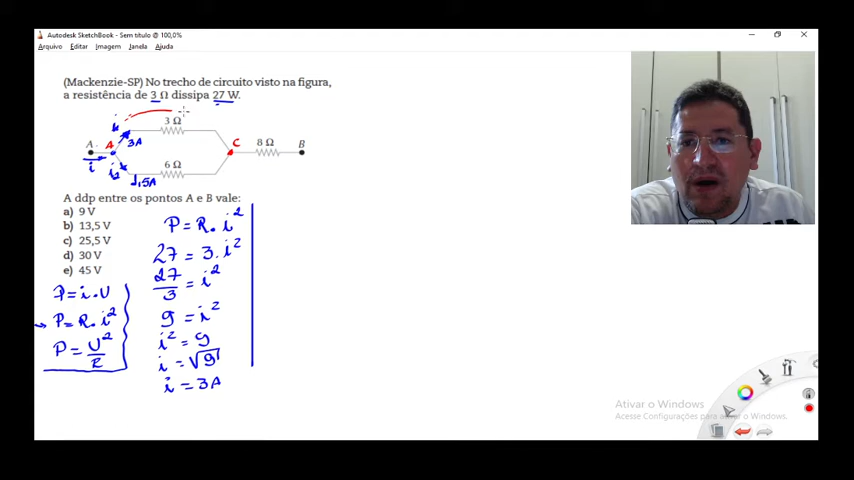 Autodesk SketchBook - Sem titulo @ 100,0%
Arquivo Editar Imagem Janela Ajuda
(Mackenzie-SP) No trecho de circuito visto na figura,
a resistência de 3 Ω dissipa 27 W.
3 Ω
3A
A A C 8 Ω B
i
6 Ω
i2
1,5A
A ddp entre os pontos A e B vale:
a) 9 V
b) 13,5 V
c) 25,5 V
d) 30 V
e) 45 V
P = i.U
P = R.i²
P = U²/R
P = R.i²
27 = 3.i²
27/3 = i²
9 = i²
i² = 9
i = √9
i = 3A
Ativar o Windows
Acesse Configurações para ativar o Windows.